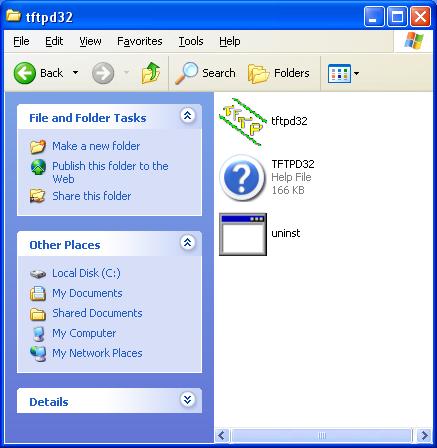 tftpd32
File Edit View Favorites Tools Help
Back Search Folders
File and Folder Tasks
Make a new folder
Publish this folder to the
Web
Share this folder
Other Places
Local Disk (C:)
My Documents
Shared Documents
My Computer
My Network Places
Details
TFTP
tftpd32
TFTPD32
Help File
166 KB
uninst